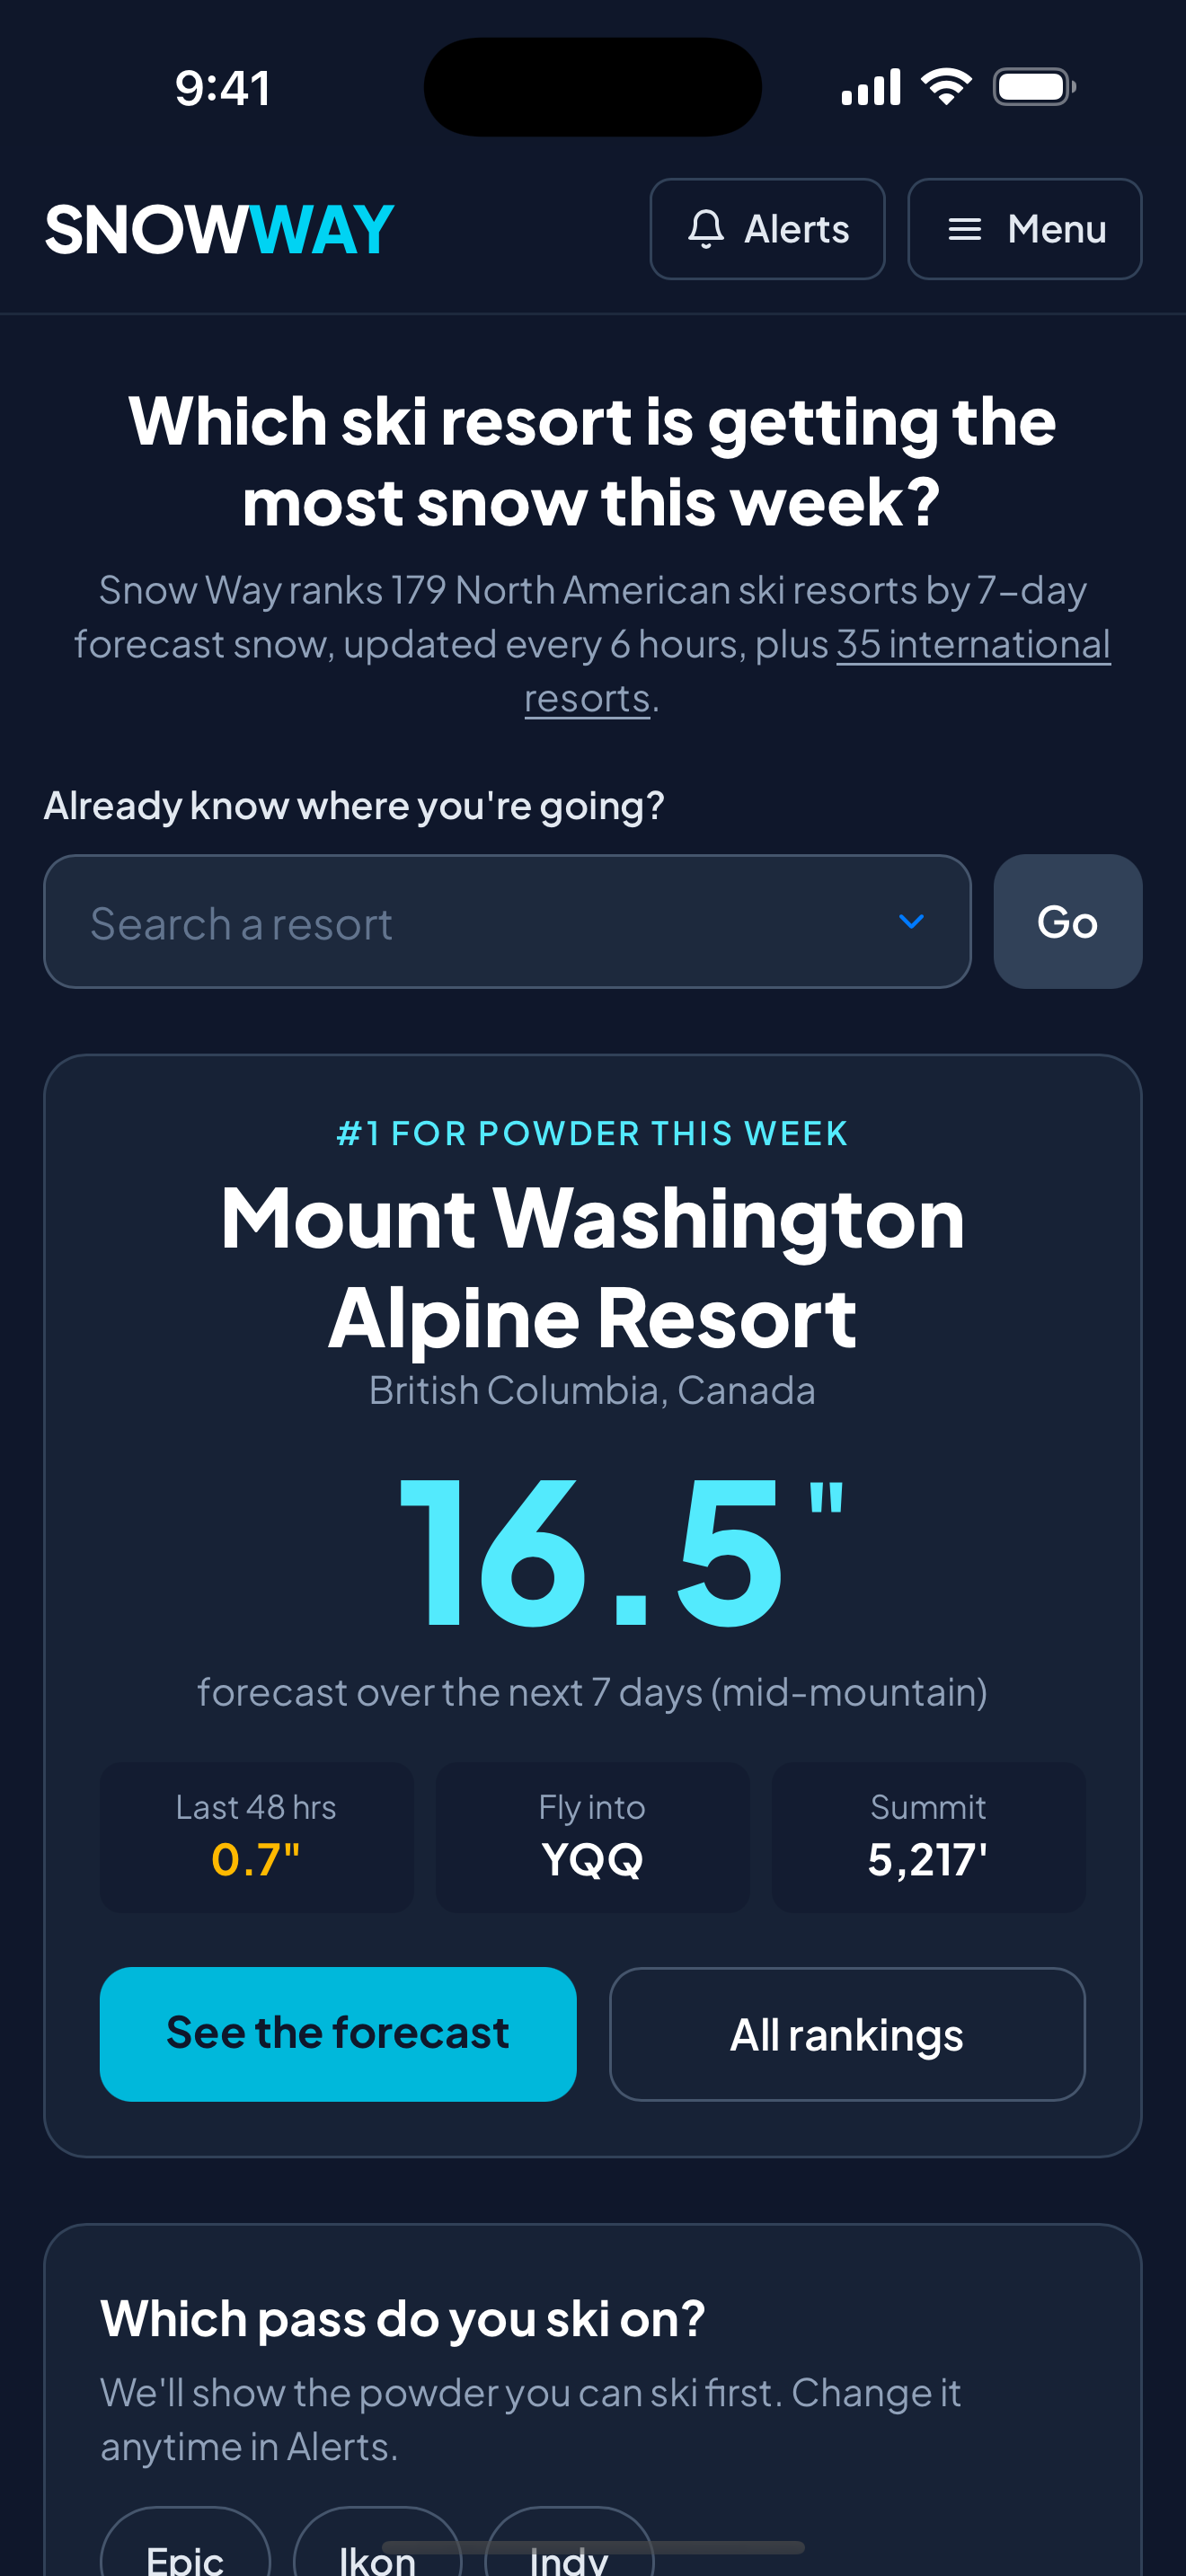 9:41
SNOWWAY
Alerts
Menu
Which ski resort is getting the
most snow this week?
Snow Way ranks 179 North American ski resorts by 7-day
forecast snow, updated every 6 hours, plus 35 international
resorts.
Already know where you're going?
Search a resort
Go
#1 FOR POWDER THIS WEEK
Mount Washington
Alpine Resort
British Columbia, Canada
16.5"
forecast over the next 7 days (mid-mountain)
Last 48 hrs
0.7"
Fly into
YQQ
Summit
5,217'
See the forecast
All rankings
Which pass do you ski on?
We'll show the powder you can ski first. Change it
anytime in Alerts.
Epic
Ikon
Indy